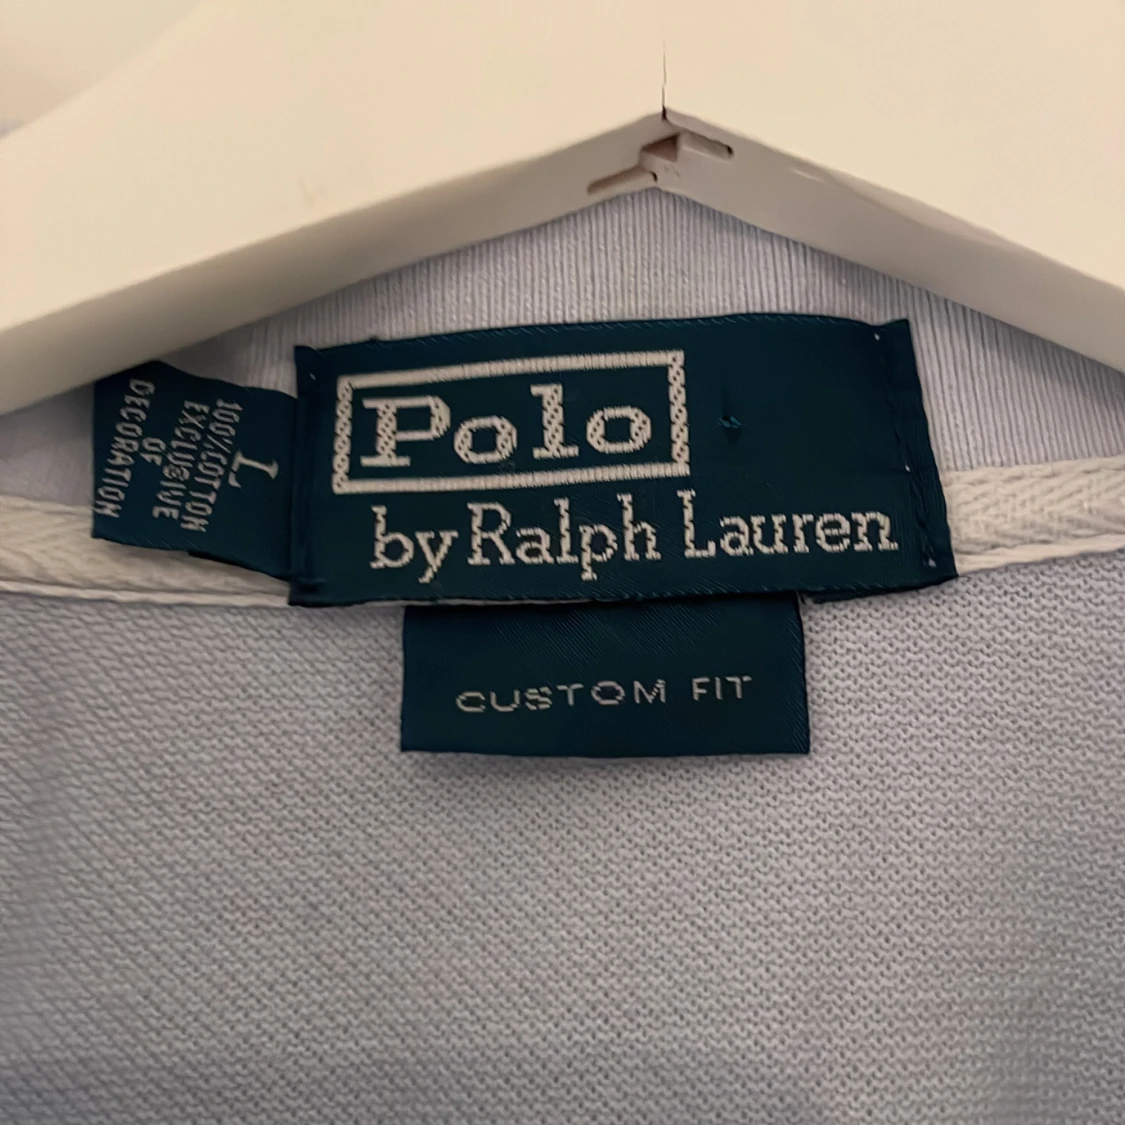 Polo
by Ralph Lauren
CUSTOM FIT
L
100%COTTON
EXCLUSIVE
OF
DECORATION